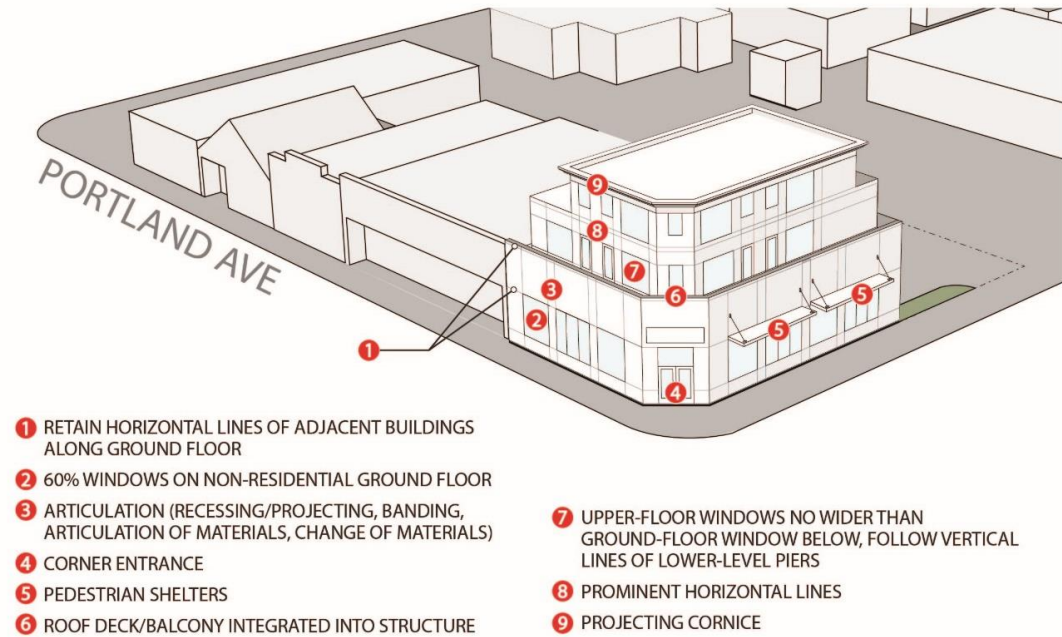 PORTLAND AVE
9
8
7
3
6
5
5
2
1
4
1 RETAIN HORIZONTAL LINES OF ADJACENT BUILDINGS
ALONG GROUND FLOOR
2 60% WINDOWS ON NON-RESIDENTIAL GROUND FLOOR
3 ARTICULATION (RECESSING/PROJECTING, BANDING,
ARTICULATION OF MATERIALS, CHANGE OF MATERIALS)
4 CORNER ENTRANCE
5 PEDESTRIAN SHELTERS
6 ROOF DECK/BALCONY INTEGRATED INTO STRUCTURE
7 UPPER-FLOOR WINDOWS NO WIDER THAN
GROUND-FLOOR WINDOW BELOW, FOLLOW VERTICAL
LINES OF LOWER-LEVEL PIERS
8 PROMINENT HORIZONTAL LINES
9 PROJECTING CORNICE